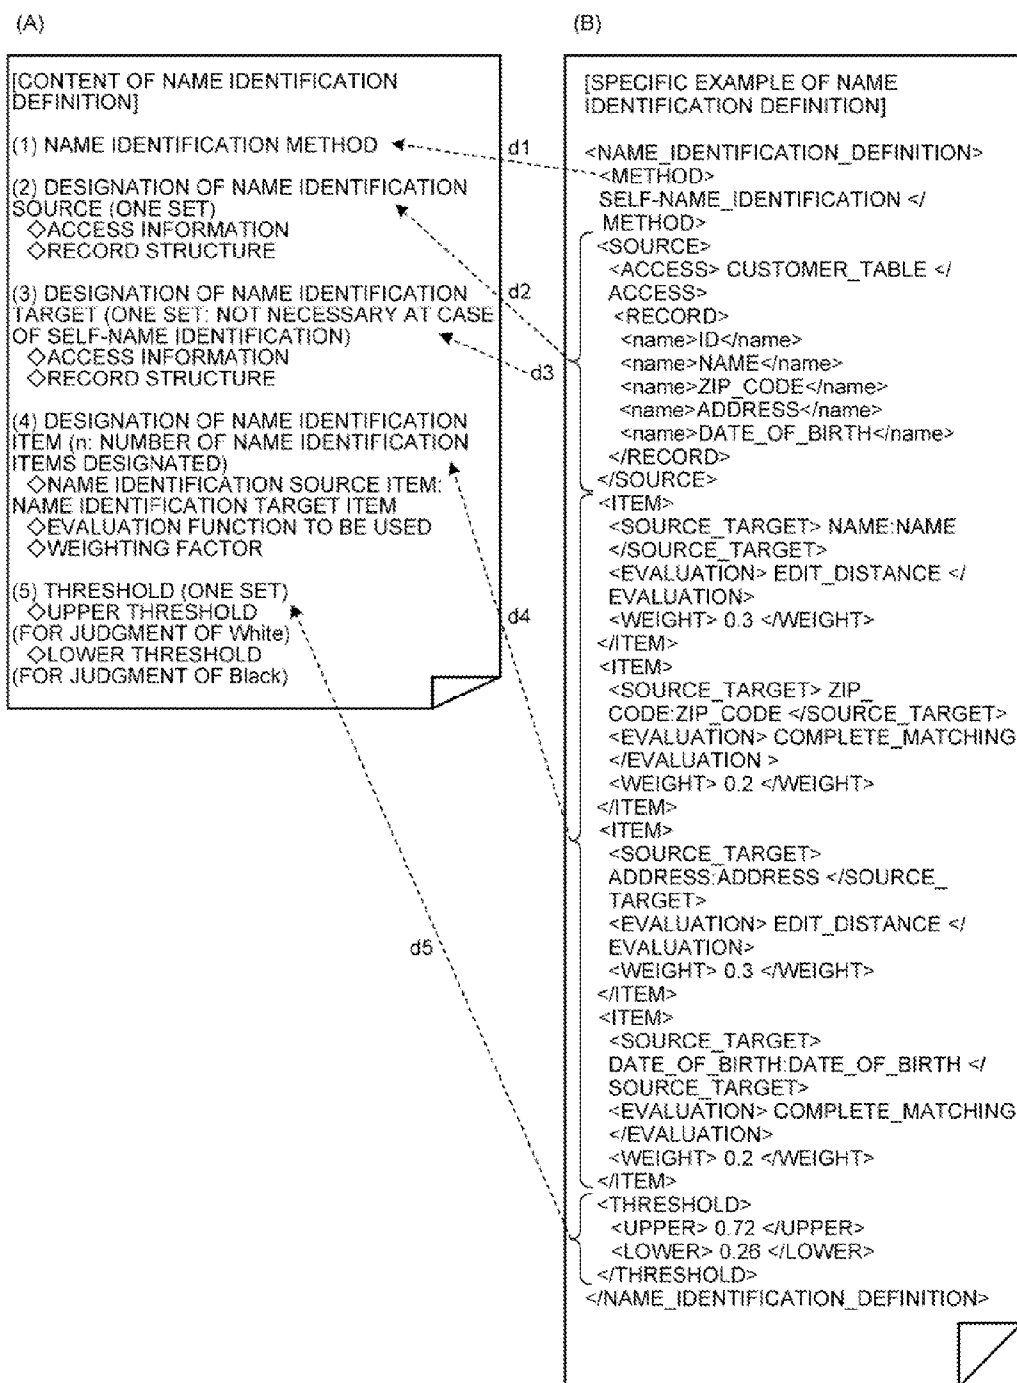 (A)
[CONTENT OF NAME IDENTIFICATION
DEFINITION]
(1) NAME IDENTIFICATION METHOD
(2) DESIGNATION OF NAME IDENTIFICATION
SOURCE (ONE SET)
◇ACCESS INFORMATION
◇RECORD STRUCTURE
(3) DESIGNATION OF NAME IDENTIFICATION
TARGET (ONE SET: NOT NECESSARY AT CASE
OF SELF-NAME IDENTIFICATION)
◇ACCESS INFORMATION
◇RECORD STRUCTURE
(4) DESIGNATION OF NAME IDENTIFICATION
ITEM (n: NUMBER OF NAME IDENTIFICATION
ITEMS DESIGNATED)
◇NAME IDENTIFICATION SOURCE ITEM:
NAME IDENTIFICATION TARGET ITEM
◇EVALUATION FUNCTION TO BE USED
◇WEIGHTING FACTOR
(5) THRESHOLD (ONE SET)
◇UPPER THRESHOLD
(FOR JUDGMENT OF White)
◇LOWER THRESHOLD
(FOR JUDGMENT OF Black)
d1
d2
d3
d4
d5
(B)
[SPECIFIC EXAMPLE OF NAME
IDENTIFICATION DEFINITION]
<NAME_IDENTIFICATION_DEFINITION>
<METHOD>
SELF-NAME_IDENTIFICATION </
METHOD>
<SOURCE>
<ACCESS> CUSTOMER_TABLE </
ACCESS>
<RECORD>
<name>ID</name>
<name>NAME</name>
<name>ZIP_CODE</name>
<name>ADDRESS</name>
<name>DATE_OF_BIRTH</name>
</RECORD>
</SOURCE>
<ITEM>
<SOURCE_TARGET> NAME:NAME
</SOURCE_TARGET>
<EVALUATION> EDIT_DISTANCE </
EVALUATION>
<WEIGHT> 0.3 </WEIGHT>
</ITEM>
<ITEM>
<SOURCE_TARGET> ZIP_
CODE:ZIP_CODE </SOURCE_TARGET>
<EVALUATION> COMPLETE_MATCHING
</EVALUATION >
<WEIGHT> 0.2 </WEIGHT>
</ITEM>
<ITEM>
<SOURCE_TARGET>
ADDRESS:ADDRESS </SOURCE_
TARGET>
<EVALUATION> EDIT_DISTANCE </
EVALUATION>
<WEIGHT> 0.3 </WEIGHT>
</ITEM>
<ITEM>
<SOURCE_TARGET>
DATE_OF_BIRTH:DATE_OF_BIRTH </
SOURCE_TARGET>
<EVALUATION> COMPLETE_MATCHING
</EVALUATION>
<WEIGHT> 0.2 </WEIGHT>
</ITEM>
<THRESHOLD>
<UPPER> 0.72 </UPPER>
<LOWER> 0.26 </LOWER>
</THRESHOLD>
</NAME_IDENTIFICATION_DEFINITION>